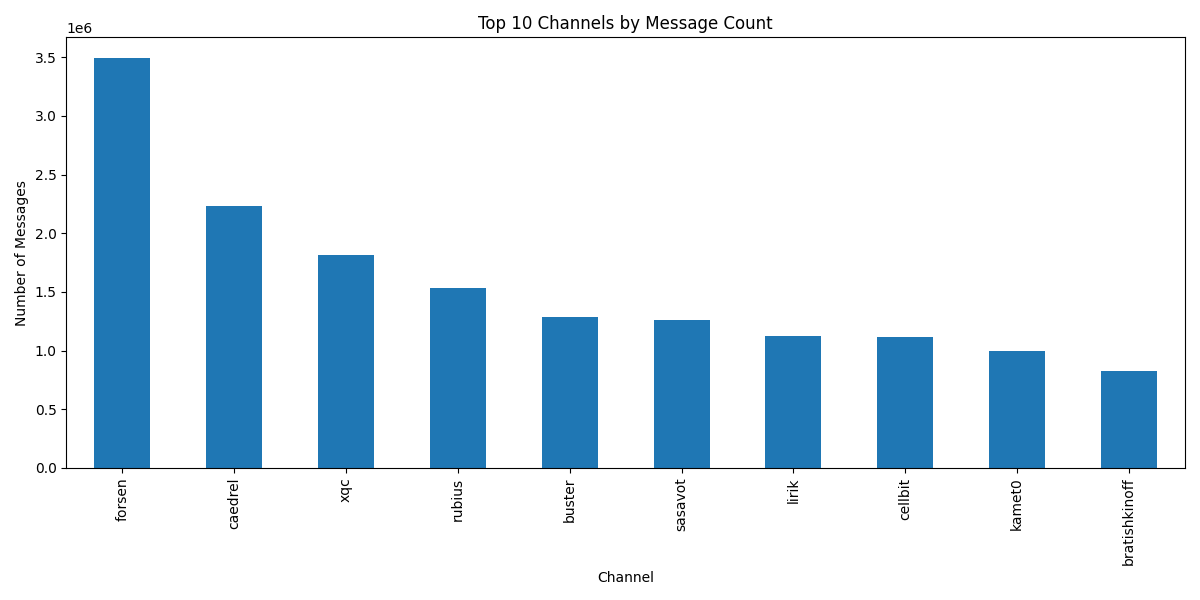 Top 10 Channels by Message Count
1e6
3.5
3.0
2.5
2.0
1.5
1.0
0.5
0.0
Number of Messages
forsen
caedrel
xqc
rubius
buster
sasavot
lirik
cellbit
kamet0
bratishkinoff
Channel